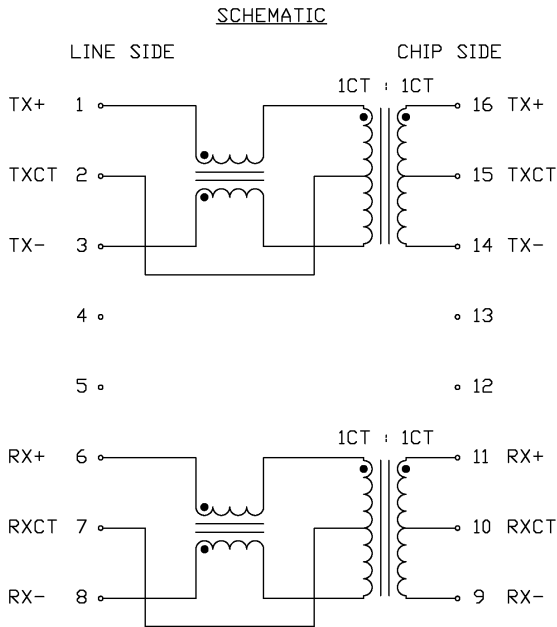 SCHEMATIC
LINE SIDE CHIP SIDE
1CT : 1CT
TX+ 1 16 TX+
TXCT 2 15 TXCT
TX- 3 14 TX-
4 13
5 12
1CT : 1CT
RX+ 6 11 RX+
RXCT 7 10 RXCT
RX- 8 9 RX-